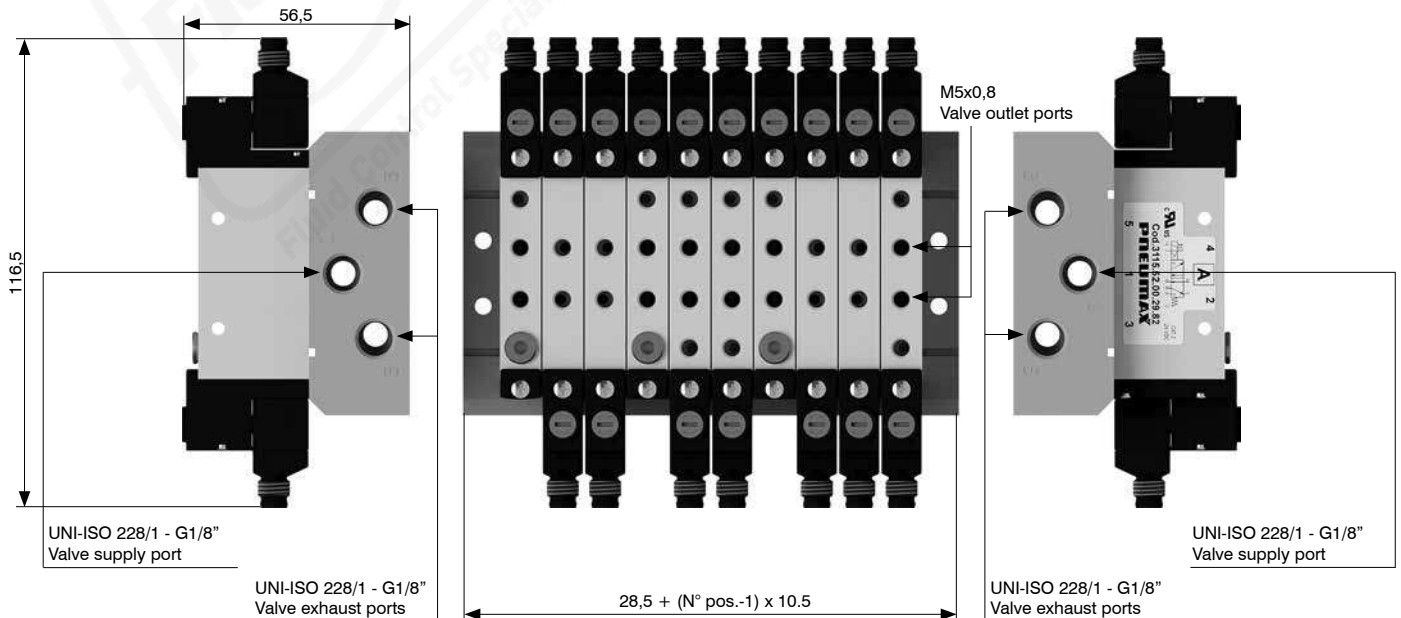 56,5
116,5
M5x0,8
Valve outlet ports
Fluid Control Special
5
4
A
1
2
3
Cod.3115.52.00.29.82
PNEUMAX
UNI-ISO 228/1 - G1/8”
Valve supply port
UNI-ISO 228/1 - G1/8”
Valve exhaust ports
28,5 + (N° pos.-1) x 10.5
UNI-ISO 228/1 - G1/8”
Valve exhaust ports
UNI-ISO 228/1 - G1/8”
Valve supply port